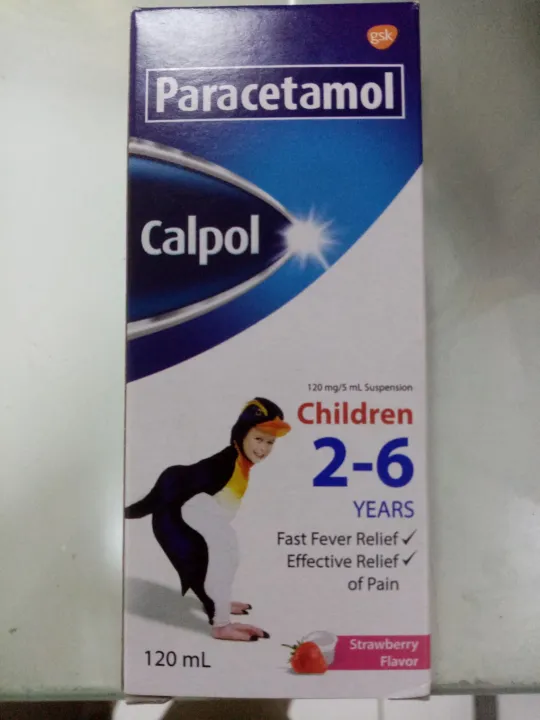 gsk
Paracetamol
Calpol
120 mg/5 mL Suspension
Children
2-6
YEARS
Fast Fever Relief ✓
Effective Relief ✓
of Pain
120 mL
Strawberry
Flavor